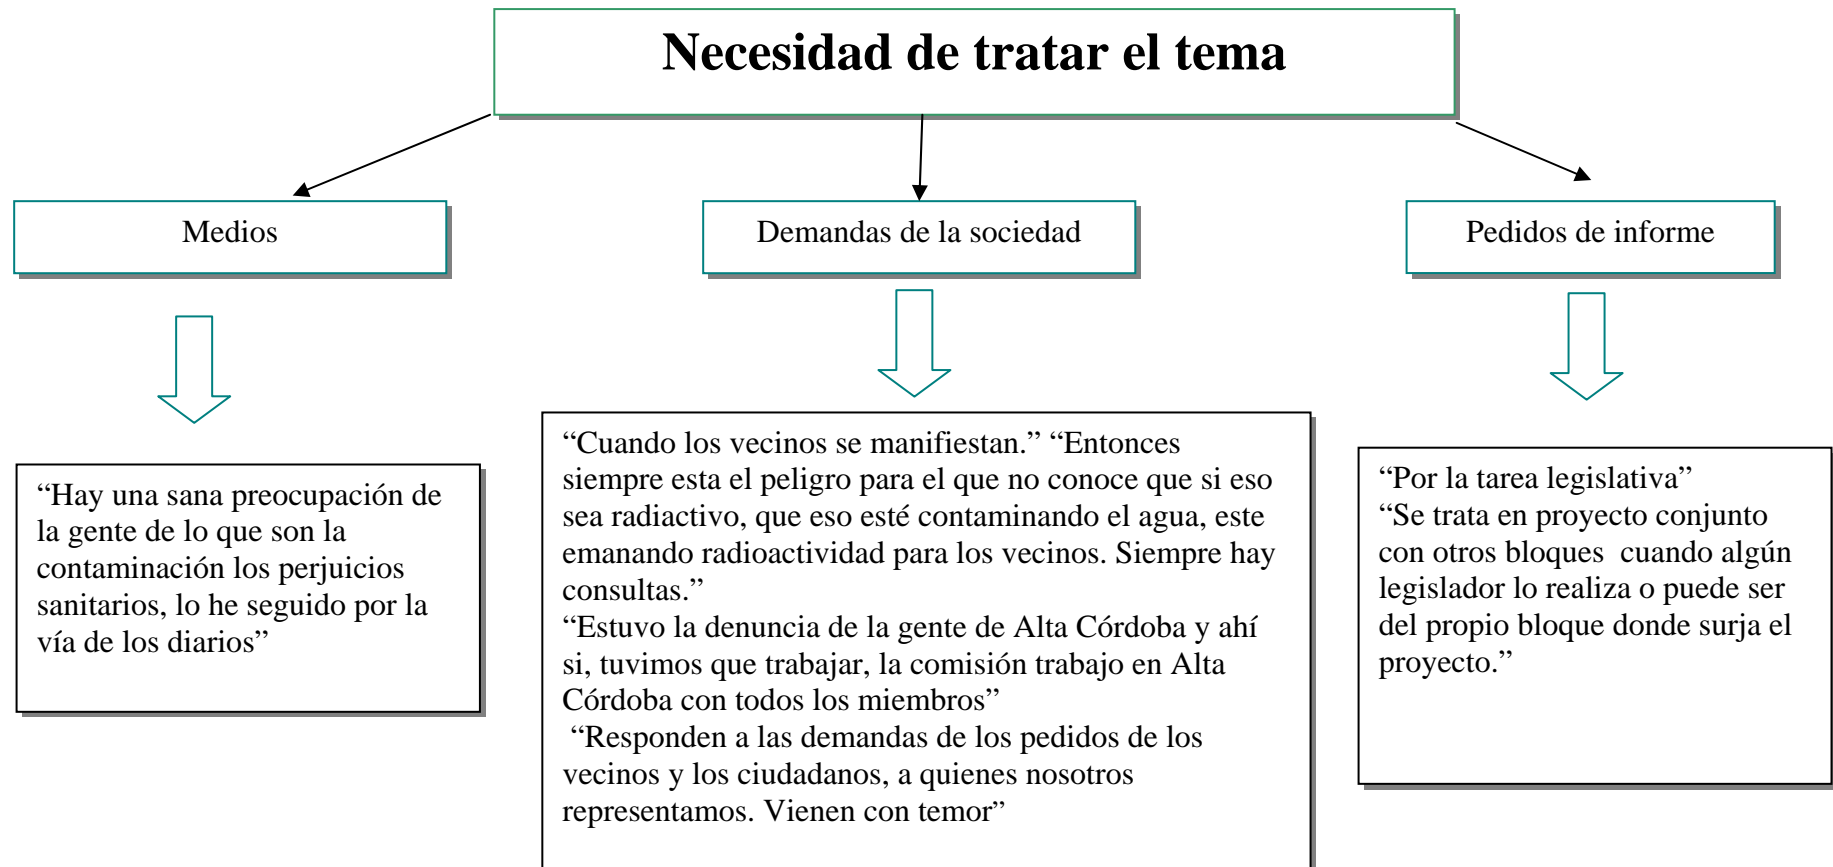 Necesidad de tratar el tema
Medios
Demandas de la sociedad
Pedidos de informe
“Hay una sana preocupación de
la gente de lo que son la
contaminación los perjuicios
sanitarios, lo he seguido por la
vía de los diarios”
“Cuando los vecinos se manifiestan.” “Entonces
siempre esta el peligro para el que no conoce que si eso
sea radiactivo, que eso esté contaminando el agua, este
emanando radioactividad para los vecinos. Siempre hay
consultas.”
“Estuvo la denuncia de la gente de Alta Córdoba y ahí
si, tuvimos que trabajar, la comisión trabajo en Alta
Córdoba con todos los miembros”
“Responden a las demandas de los pedidos de los
vecinos y los ciudadanos, a quienes nosotros
representamos. Vienen con temor”
“Por la tarea legislativa”
“Se trata en proyecto conjunto
con otros bloques cuando algún
legislador lo realiza o puede ser
del propio bloque donde surja el
proyecto.”